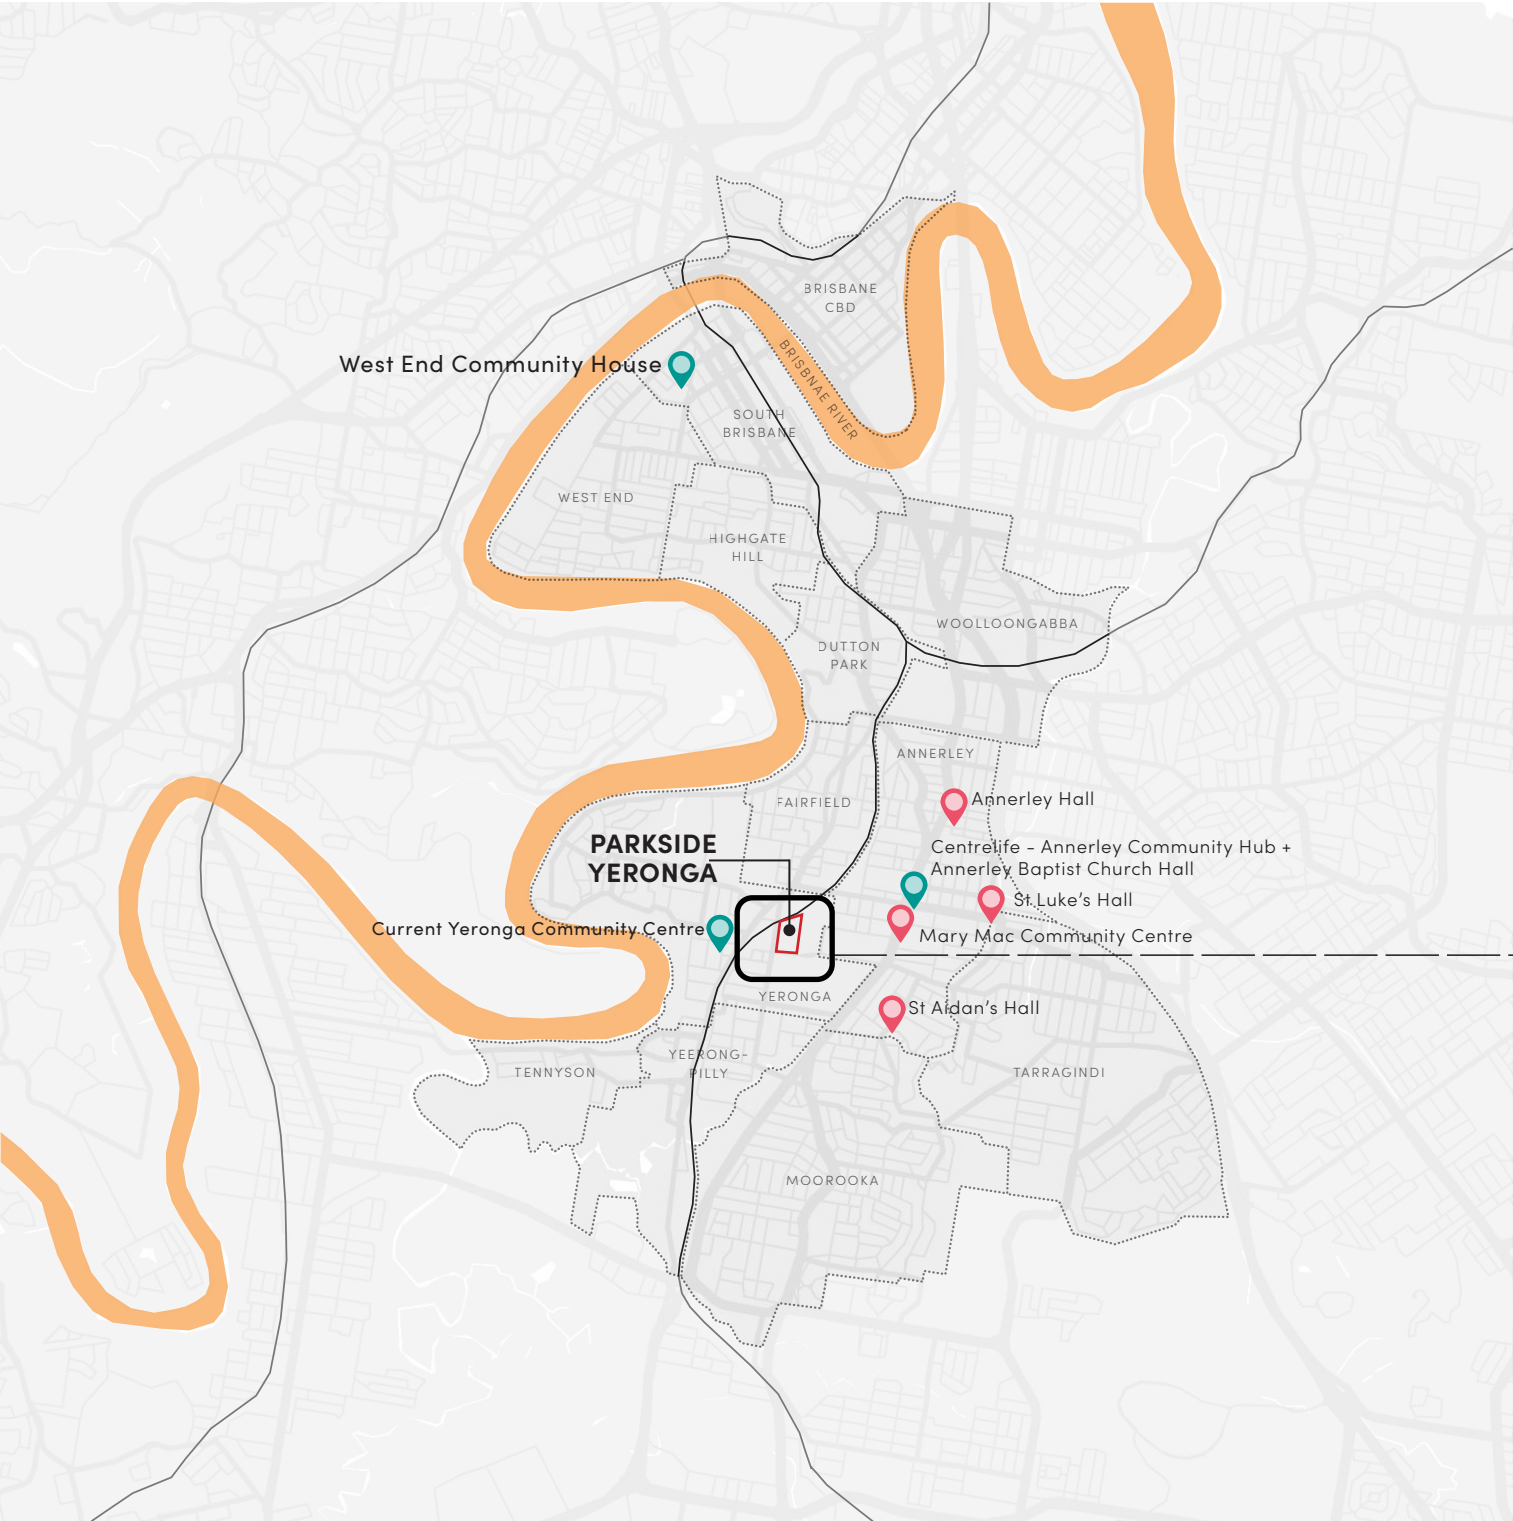 BRISBANE
CBD
West End Community House
BRISBNAE RIVER
SOUTH
BRISBANE
WEST END
HIGHGATE
HILL
WOOLLOONGABBA
DUTTON
PARK
ANNERLEY
Annerley Hall
FAIRFIELD
PARKSIDE
YERONGA
Centrelife - Annerley Community Hub +
Annerley Baptist Church Hall
St Luke's Hall
Current Yeronga Community Centre
Mary Mac Community Centre
YERONGA
St Aidan's Hall
YEERONG-
PILLY
TENNYSON
TARRAGINDI
MOOROOKA